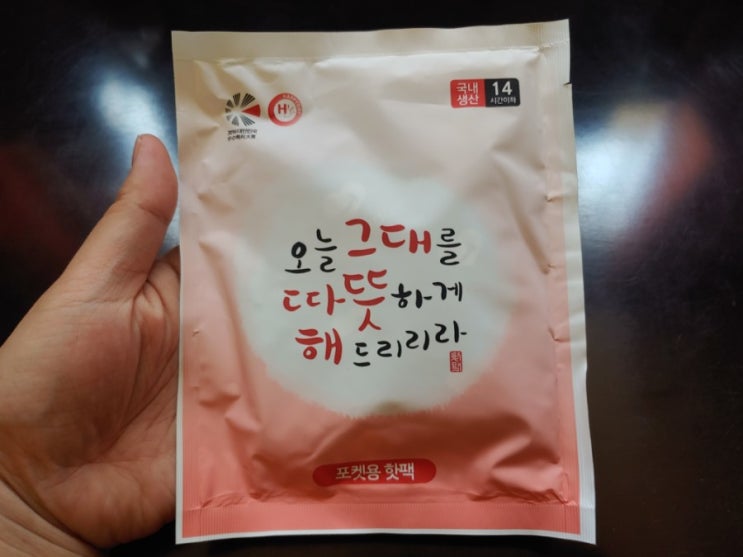 국내
생산
14
시간이하
H's
오늘 그대를
따뜻하게
해 드리리라
포켓용 핫팩